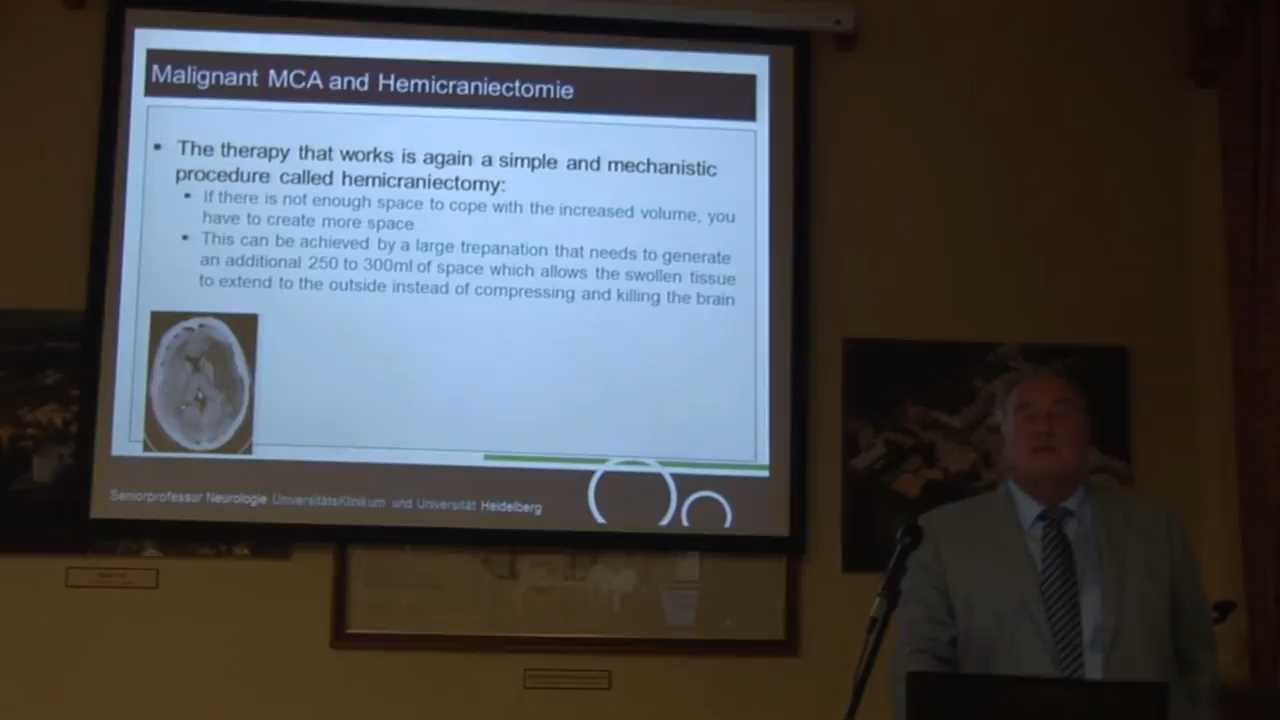 Malignant MCA and Hemicraniectomie
The therapy that works is again a simple and mechanistic
procedure called hemicraniectomy:
If there is not enough space to cope with the increased volume, you
have to create more space
This can be achieved by a large trepanation that needs to generate
an additional 250 to 300ml of space which allows the swollen tissue
to extend to the outside instead of compressing and killing the brain
Seniorprofessur Neurologie UniversitätsKlinikum und Universität Heidelberg